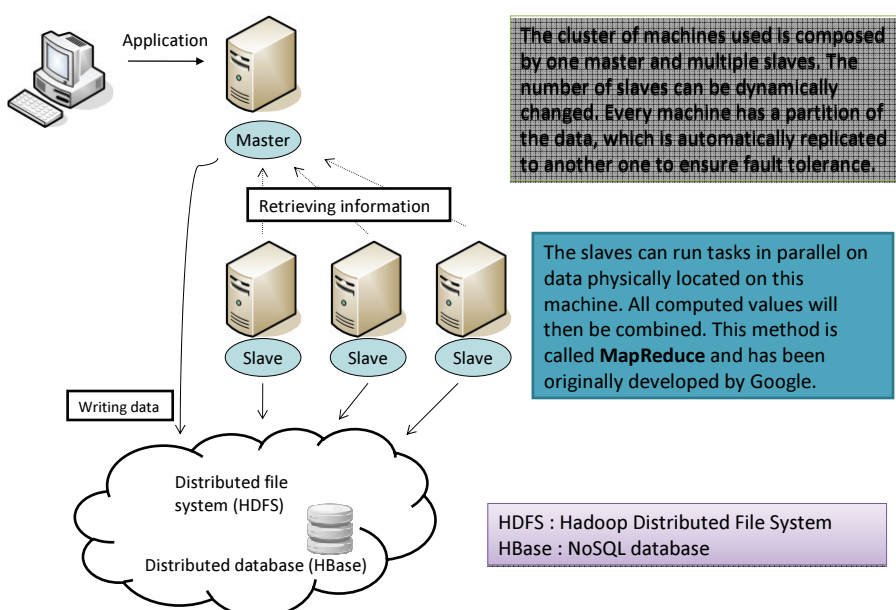 Application
Master
Retrieving information
Slave
Slave
Slave
Writing data
Distributed file
system (HDFS)
Distributed database (HBase)
The cluster of machines used is composed
by one master and multiple slaves. The
number of slaves can be dynamically
changed. Every machine has a partition of
the data, which is automatically replicated
to another one to ensure fault tolerance.
The slaves can run tasks in parallel on
data physically located on this
machine. All computed values will
then be combined. This method is
called MapReduce and has been
originally developed by Google.
HDFS : Hadoop Distributed File System
HBase : NoSQL database